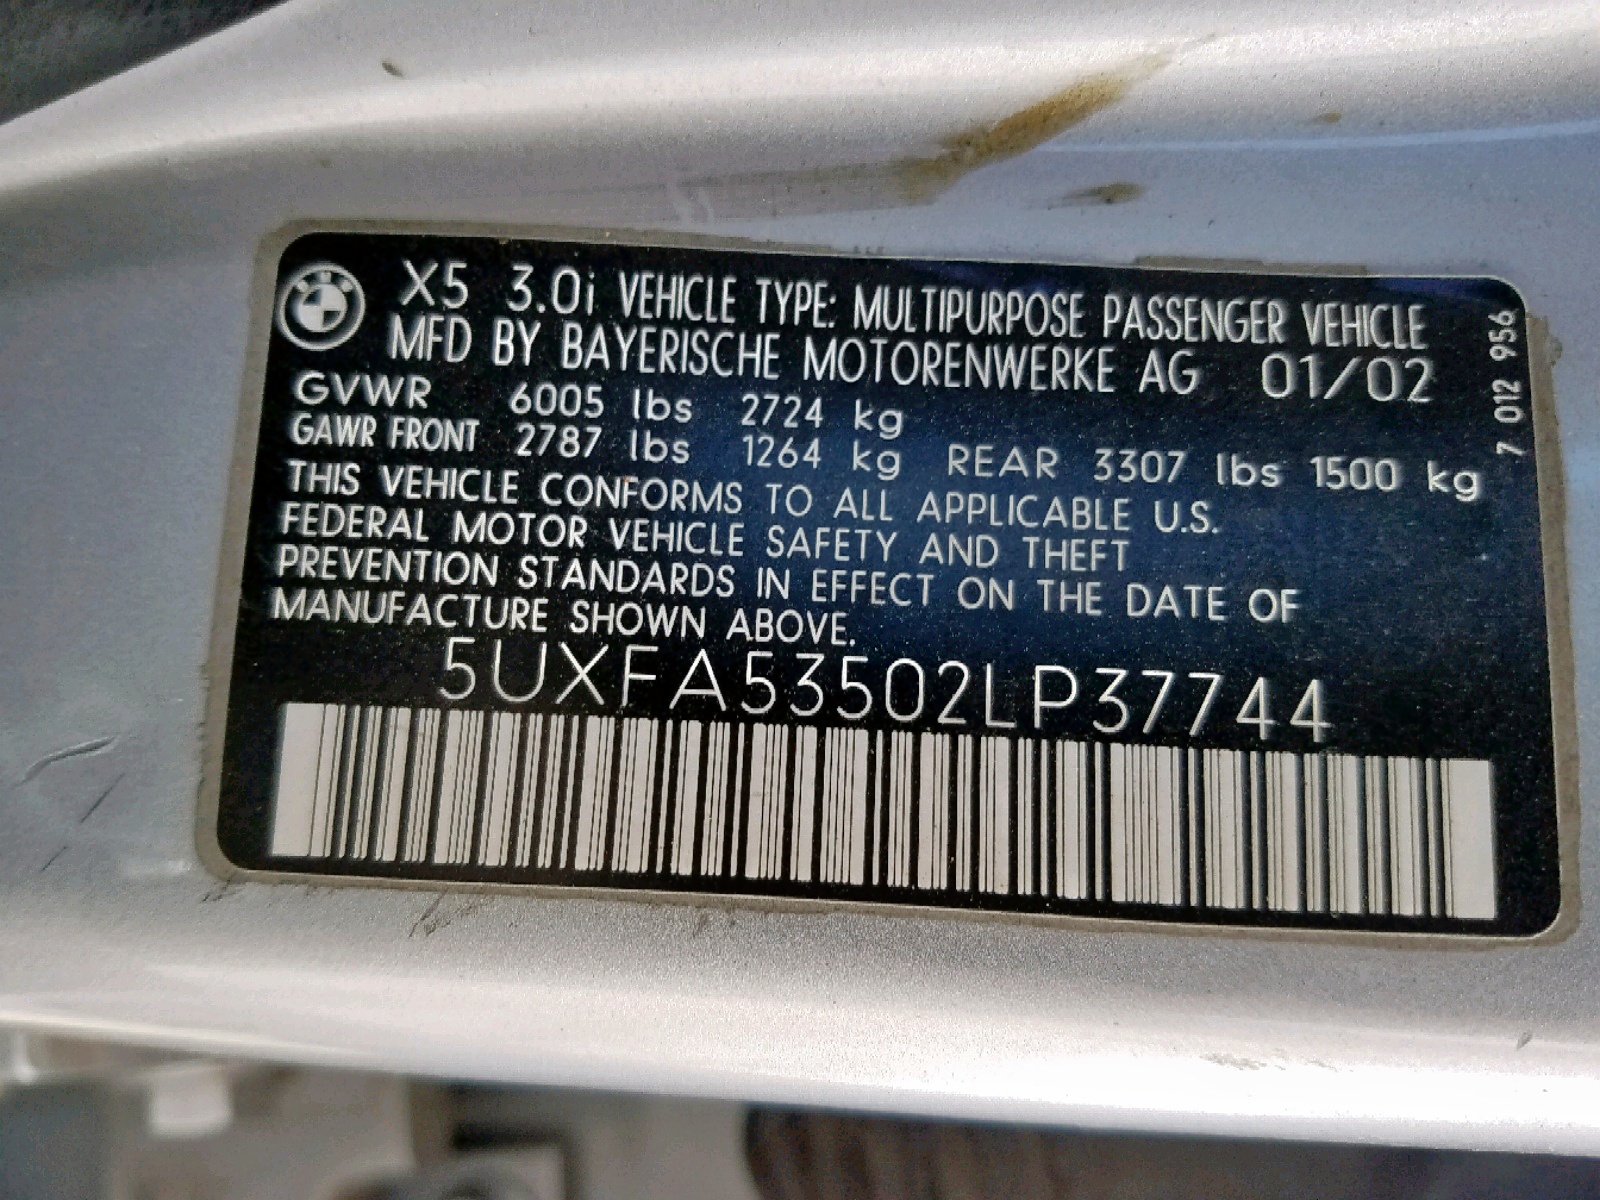 X5 3.0i VEHICLE TYPE: MULTIPURPOSE PASSENGER VEHICLE
MFD BY BAYERISCHE MOTORENWERKE AG 01/02
GVWR 6005 lbs 2724 kg
GAWR FRONT 2787 lbs 1264 kg REAR 3307 lbs 1500 kg
THIS VEHICLE CONFORMS TO ALL APPLICABLE U.S.
FEDERAL MOTOR VEHICLE SAFETY AND THEFT
PREVENTION STANDARDS IN EFFECT ON THE DATE OF
MANUFACTURE SHOWN ABOVE.
5UXFA53502LP37744
7 012 956